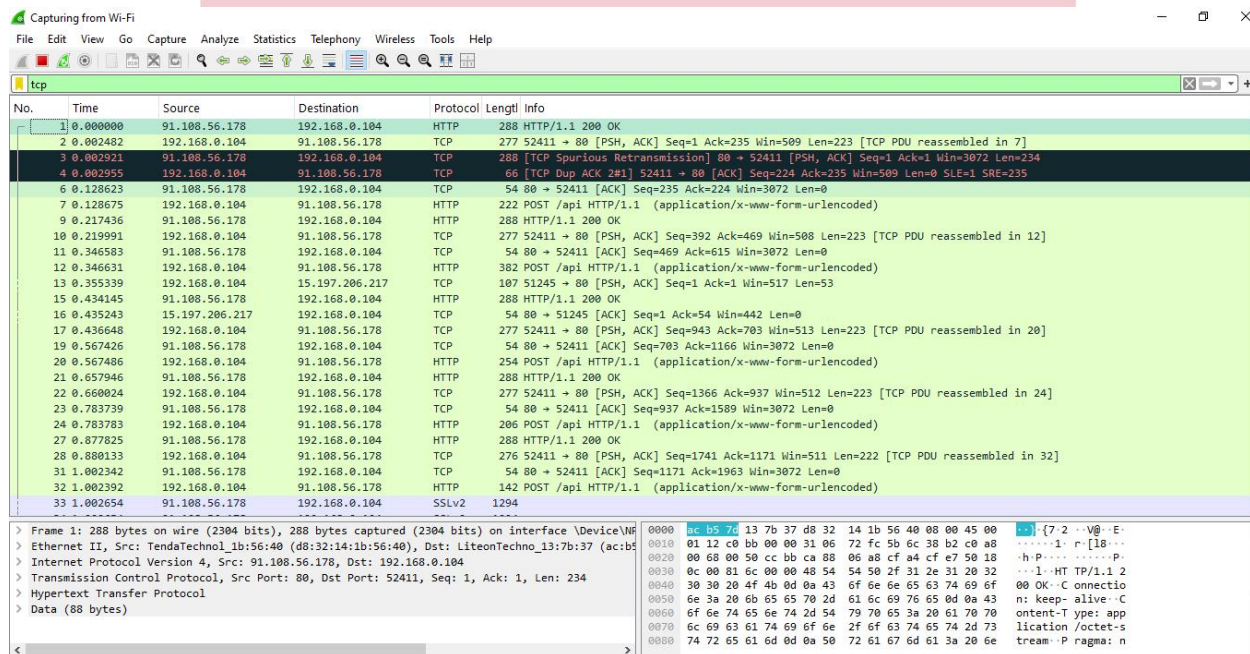 Capturing from Wi-Fi
File Edit View Go Capture Analyze Statistics Telephony Wireless Tools Help
tcp
No. Time Source Destination Protocol Lengtl Info
1 0.000000 91.108.56.178 192.168.0.104 HTTP 288 HTTP/1.1 200 OK
2 0.002482 192.168.0.104 91.108.56.178 TCP 277 52411 → 80 [PSH, ACK] Seq=1 Ack=235 Win=509 Len=223 [TCP PDU reassembled in 7]
3 0.002921 91.108.56.178 192.168.0.104 TCP 288 [TCP Spurious Retransmission] 80 → 52411 [PSH, ACK] Seq=1 Ack=1 Win=3072 Len=234
4 0.002955 192.168.0.104 91.108.56.178 TCP 66 [TCP Dup ACK 2#1] 52411 → 80 [ACK] Seq=224 Ack=235 Win=509 Len=0 SLE=1 SRE=235
6 0.128623 91.108.56.178 192.168.0.104 TCP 54 80 → 52411 [ACK] Seq=235 Ack=224 Win=3072 Len=0
7 0.128675 192.168.0.104 91.108.56.178 HTTP 222 POST /api HTTP/1.1 (application/x-www-form-urlencoded)
9 0.217436 91.108.56.178 192.168.0.104 HTTP 288 HTTP/1.1 200 OK
10 0.219991 192.168.0.104 91.108.56.178 TCP 277 52411 → 80 [PSH, ACK] Seq=392 Ack=469 Win=508 Len=223 [TCP PDU reassembled in 12]
11 0.346583 91.108.56.178 192.168.0.104 TCP 54 80 → 52411 [ACK] Seq=469 Ack=615 Win=3072 Len=0
12 0.346631 192.168.0.104 91.108.56.178 HTTP 382 POST /api HTTP/1.1 (application/x-www-form-urlencoded)
13 0.355339 192.168.0.104 15.197.206.217 TCP 107 51245 → 80 [PSH, ACK] Seq=1 Ack=1 Win=517 Len=53
15 0.434145 91.108.56.178 192.168.0.104 HTTP 288 HTTP/1.1 200 OK
16 0.435243 15.197.206.217 192.168.0.104 TCP 54 80 → 51245 [ACK] Seq=1 Ack=54 Win=442 Len=0
17 0.436648 192.168.0.104 91.108.56.178 TCP 277 52411 → 80 [PSH, ACK] Seq=943 Ack=703 Win=513 Len=223 [TCP PDU reassembled in 20]
19 0.567426 91.108.56.178 192.168.0.104 TCP 54 80 → 52411 [ACK] Seq=703 Ack=1166 Win=3072 Len=0
20 0.567486 192.168.0.104 91.108.56.178 HTTP 254 POST /api HTTP/1.1 (application/x-www-form-urlencoded)
21 0.657946 91.108.56.178 192.168.0.104 HTTP 288 HTTP/1.1 200 OK
22 0.660024 192.168.0.104 91.108.56.178 TCP 277 52411 → 80 [PSH, ACK] Seq=1366 Ack=937 Win=512 Len=223 [TCP PDU reassembled in 24]
23 0.783739 91.108.56.178 192.168.0.104 TCP 54 80 → 52411 [ACK] Seq=937 Ack=1589 Win=3072 Len=0
24 0.783783 192.168.0.104 91.108.56.178 HTTP 206 POST /api HTTP/1.1 (application/x-www-form-urlencoded)
27 0.877825 91.108.56.178 192.168.0.104 HTTP 288 HTTP/1.1 200 OK
28 0.880133 192.168.0.104 91.108.56.178 TCP 276 52411 → 80 [PSH, ACK] Seq=1741 Ack=1171 Win=511 Len=222 [TCP PDU reassembled in 32]
31 1.002342 91.108.56.178 192.168.0.104 TCP 54 80 → 52411 [ACK] Seq=1171 Ack=1963 Win=3072 Len=0
32 1.002392 192.168.0.104 91.108.56.178 HTTP 142 POST /api HTTP/1.1 (application/x-www-form-urlencoded)
33 1.002654 91.108.56.178 192.168.0.104 SSLv2 1294
> Frame 1: 288 bytes on wire (2304 bits), 288 bytes captured (2304 bits) on interface \Device\NP
> Ethernet II, Src: TendaTechnol_1b:56:40 (d8:32:14:1b:56:40), Dst: LiteonTechno_13:7b:37 (ac:b5
> Internet Protocol Version 4, Src: 91.108.56.178, Dst: 192.168.0.104
> Transmission Control Protocol, Src Port: 80, Dst Port: 52411, Seq: 1, Ack: 1, Len: 234
> Hypertext Transfer Protocol
> Data (88 bytes)
0000 ac b5 7d 13 7b 37 d8 32 14 1b 56 40 08 00 45 00 ··}·{7·2 ··V@··E·
0010 01 12 c0 bb 00 00 31 06 72 fc 5b 6c 38 b2 c0 a8 ······1· r·[l8···
0020 00 68 00 50 cc bb ca 88 06 a8 cf a4 cf e7 50 18 ·h·P···· ······P·
0030 0c 00 81 6c 00 00 48 54 54 50 2f 31 2e 31 20 32 ···l··HT TP/1.1 2
0040 30 30 20 4f 4b 0d 0a 43 6f 6e 6e 65 63 74 69 6f 00 OK··C onnectio
0050 6e 3a 20 6b 65 65 70 2d 61 6c 69 76 65 0d 0a 43 n: keep- alive··C
0060 6f 6e 74 65 6e 74 2d 54 79 70 65 3a 20 61 70 70 ontent-T ype: app
0070 6c 69 63 61 74 69 6f 6e 2f 6f 63 74 65 74 2d 73 lication /octet-s
0080 74 72 65 61 6d 0d 0a 50 72 61 67 6d 61 3a 20 6e tream··P ragma: n